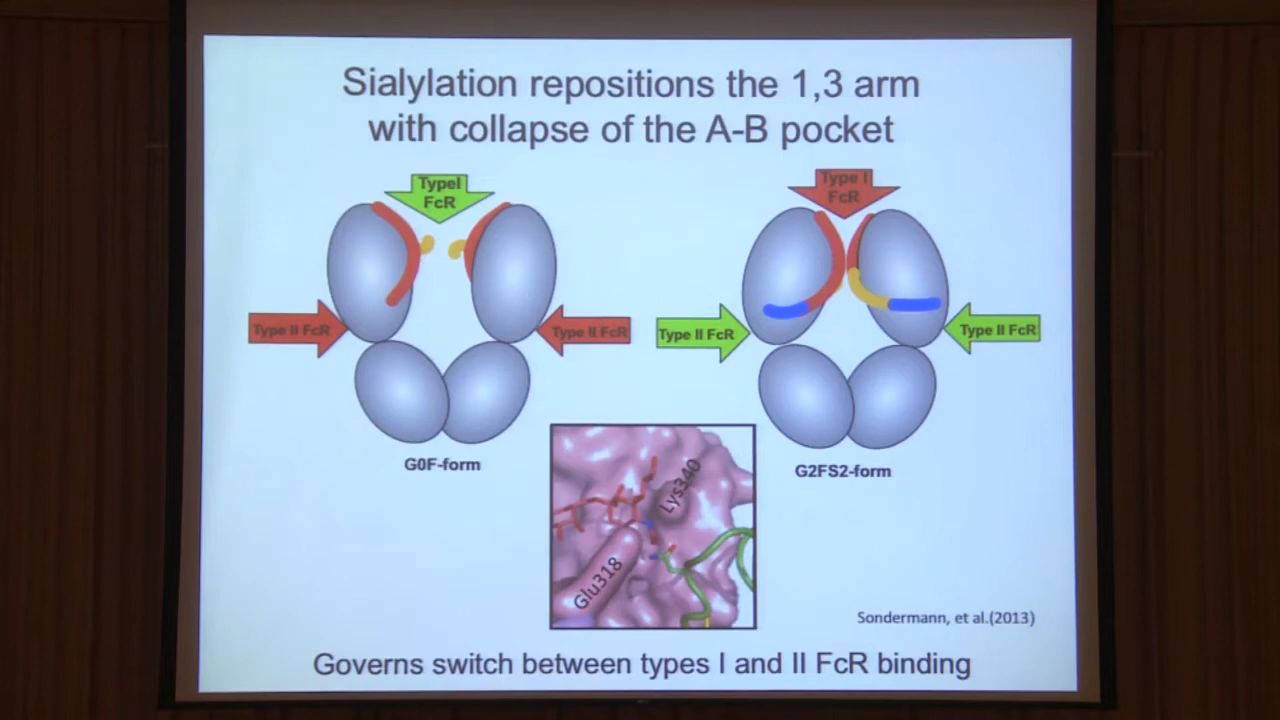 Sialylation repositions the 1,3 arm
with collapse of the A-B pocket
TypeI
FcR
Type I
FcR
Type II FcR
Type II FcR
Type II FcR
Type II FcR
G0F-form
G2FS2-form
Lys340
Glu318
Sondermann, et al.(2013)
Governs switch between types I and II FcR binding